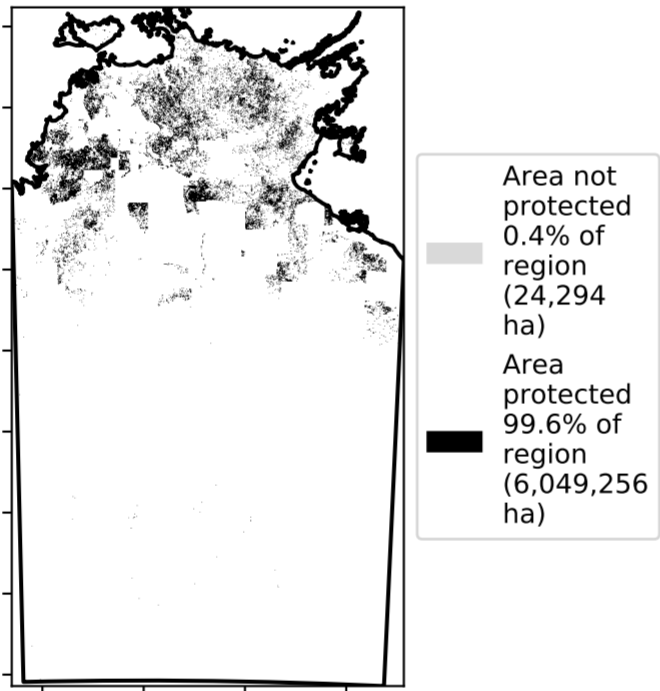 Area not
protected
0.4% of
region
(24,294
ha)
Area
protected
99.6% of
region
(6,049,256
ha)